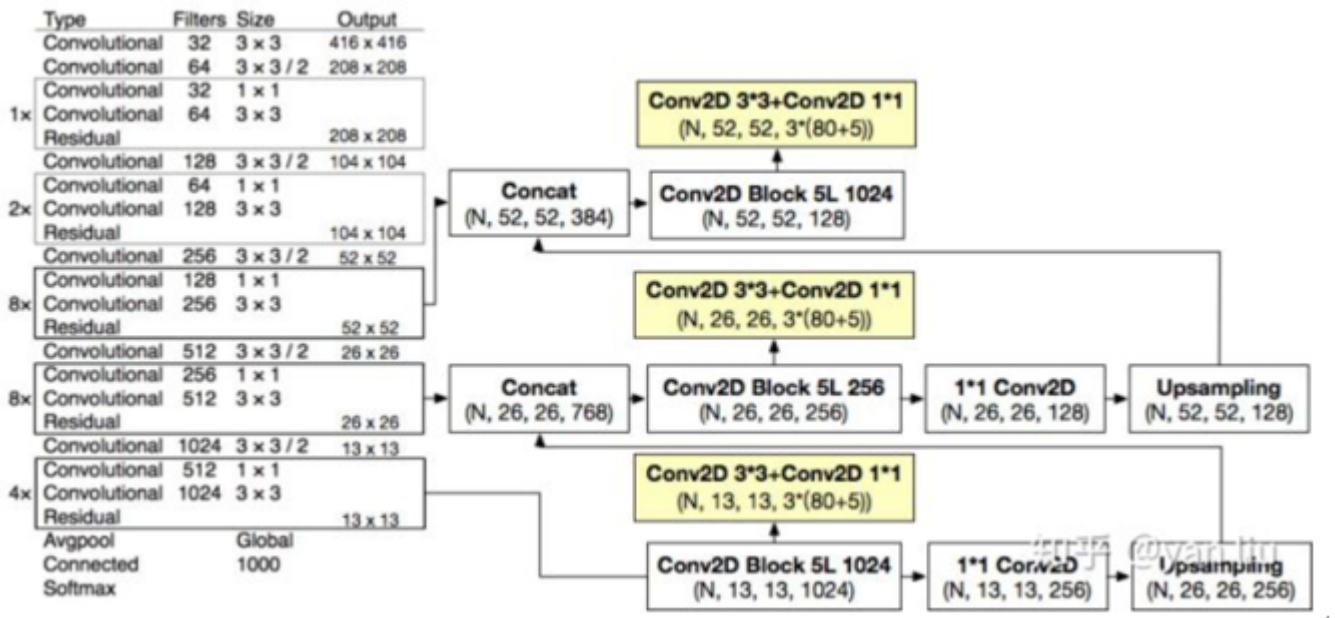 Type Filters Size Output
Convolutional 32 3 × 3 416 x 416
Convolutional 64 3 × 3 / 2 208 x 208
Convolutional 32 1 × 1
1× Convolutional 64 3 × 3
Residual 208 x 208
Convolutional 128 3 × 3 / 2 104 x 104
Convolutional 64 1 × 1
2× Convolutional 128 3 × 3
Residual 104 x 104
Convolutional 256 3 × 3 / 2 52 x 52
Convolutional 128 1 × 1
8× Convolutional 256 3 × 3
Residual 52 x 52
Convolutional 512 3 × 3 / 2 26 x 26
Convolutional 256 1 × 1
8× Convolutional 512 3 × 3
Residual 26 x 26
Convolutional 1024 3 × 3 / 2 13 x 13
Convolutional 512 1 × 1
4× Convolutional 1024 3 × 3
Residual 13 x 13
Avgpool Global
Connected 1000
Softmax
Conv2D 3*3+Conv2D 1*1
(N, 52, 52, 3*(80+5))
Concat
(N, 52, 52, 384)
Conv2D Block 5L 1024
(N, 52, 52, 128)
Conv2D 3*3+Conv2D 1*1
(N, 26, 26, 3*(80+5))
Concat
(N, 26, 26, 768)
Conv2D Block 5L 256
(N, 26, 26, 256)
1*1 Conv2D
(N, 26, 26, 128)
Upsampling
(N, 52, 52, 128)
Conv2D 3*3+Conv2D 1*1
(N, 13, 13, 3*(80+5))
Conv2D Block 5L 1024
(N, 13, 13, 1024)
1*1 Conv2D
(N, 13, 13, 256)
Upsampling
(N, 26, 26, 256)
知乎 @yan liu